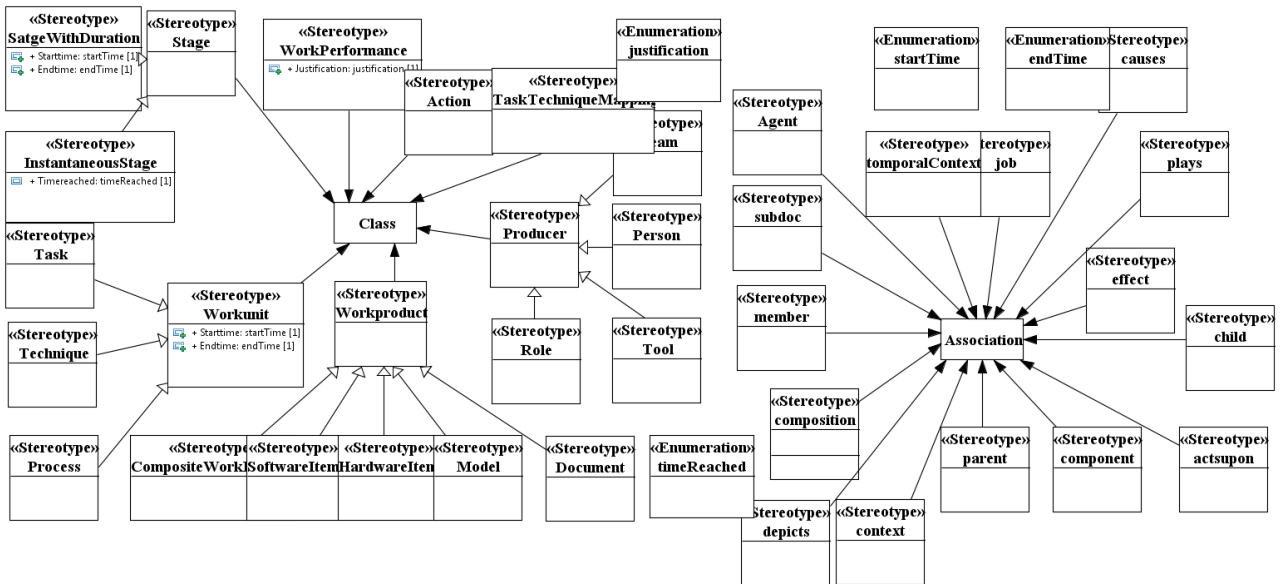 «Stereotype»
SatgeWithDuration
+ Starttime: startTime [1]
+ Endtime: endTime [1]
«Stereotype»
Stage
«Stereotype»
WorkPerformance
+ Justification: justification [1]
«Stereotype»
Action
«Stereotype»
«Enumeration»
justification
«Enumeration»
startTime
«Enumeration»
endTime
causes
«Stereotype»
InstantaneousStage
+ Timereached: timeReached [1]
«Stereotype»
Agent
«Stereotype»
job
«Stereotype»
plays
«Stereotype»
Task
Class
«Stereotype»
Producer
«Stereotype»
Person
«Stereotype»
subdoc
«Stereotype»
effect
«Stereotype»
Workunit
+ Starttime: startTime [1]
+ Endtime: endTime [1]
«Stereotype»
Workproduct
«Stereotype»
Technique
«Stereotype»
Role
«Stereotype»
Tool
«Stereotype»
member
Association
«Stereotype»
child
«Stereotype»
composition
«Stereotype»
Process
«Stereotype»
SoftwareItem
«Stereotype»
«Stereotype»
Model
«Stereotype»
Document
«Enumeration»
timeReached
«Stereotype»
parent
«Stereotype»
component
«Stereotype»
actsupon
depicts
«Stereotype»
context